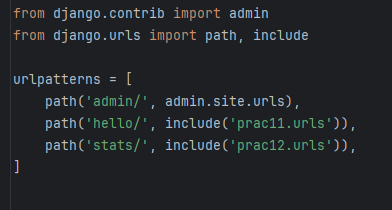 from django.contrib import admin
from django.urls import path, include

urlpatterns = [
    path('admin/', admin.site.urls),
    path('hello/', include('prac11.urls')),
    path('stats/', include('prac12.urls')),
]